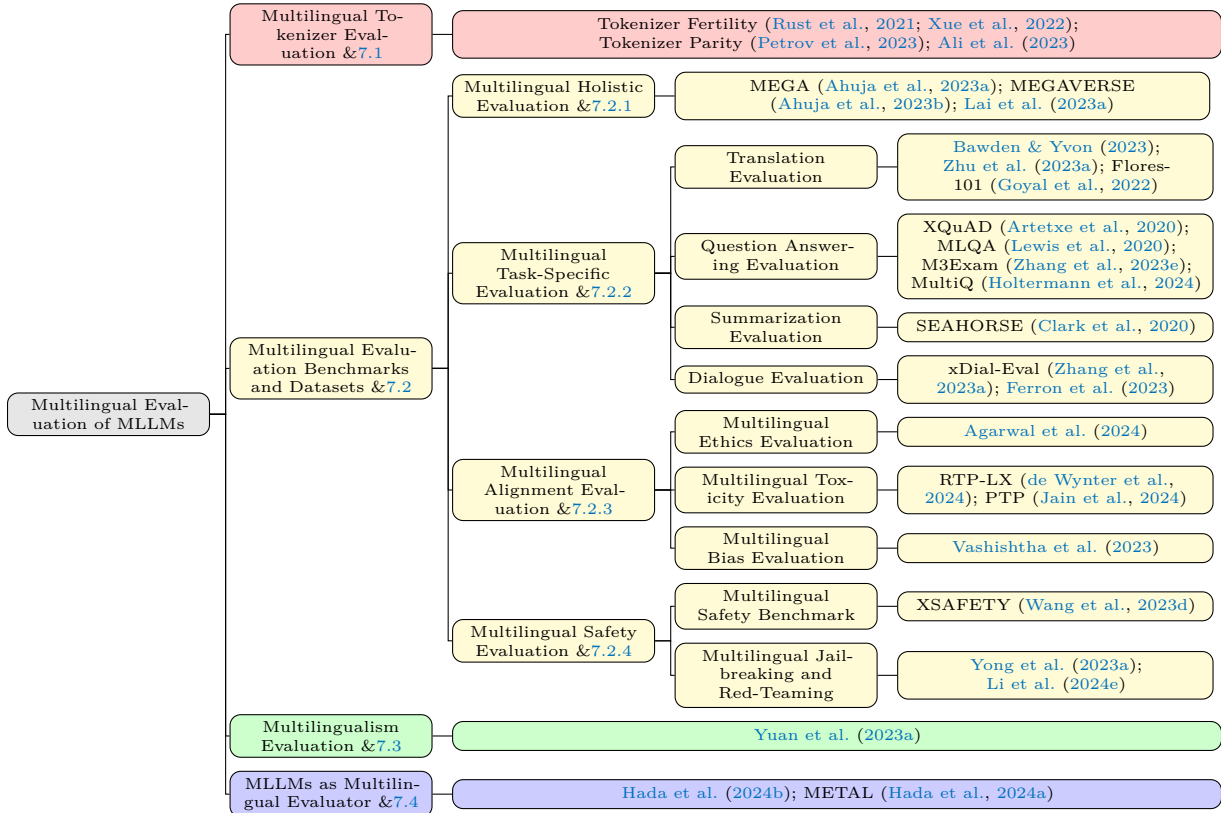 Multilingual To-
kenizer Evalu-
ation &7.1
Tokenizer Fertility (Rust et al., 2021; Xue et al., 2022);
Tokenizer Parity (Petrov et al., 2023); Ali et al. (2023)
Multilingual Holistic
Evaluation &7.2.1
MEGA (Ahuja et al., 2023a); MEGAVERSE
(Ahuja et al., 2023b); Lai et al. (2023a)
Translation
Evaluation
Bawden & Yvon (2023);
Zhu et al. (2023a); Flores-
101 (Goyal et al., 2022)
Multilingual
Task-Specific
Evaluation &7.2.2
Question Answer-
ing Evaluation
XQuAD (Artetxe et al., 2020);
MLQA (Lewis et al., 2020);
M3Exam (Zhang et al., 2023e);
MultiQ (Holtermann et al., 2024)
Summarization
Evaluation
SEAHORSE (Clark et al., 2020)
Multilingual Evalu-
ation Benchmarks
and Datasets &7.2
Dialogue Evaluation
xDial-Eval (Zhang et al.,
2023a); Ferron et al. (2023)
Multilingual Eval-
uation of MLLMs
Multilingual
Ethics Evaluation
Agarwal et al. (2024)
Multilingual
Alignment Eval-
uation &7.2.3
Multilingual Tox-
icity Evaluation
RTP-LX (de Wynter et al.,
2024); PTP (Jain et al., 2024)
Multilingual
Bias Evaluation
Vashishtha et al. (2023)
Multilingual
Safety Benchmark
XSAFETY (Wang et al., 2023d)
Multilingual Safety
Evaluation &7.2.4
Multilingual Jail-
breaking and
Red-Teaming
Yong et al. (2023a);
Li et al. (2024e)
Multilingualism
Evaluation &7.3
Yuan et al. (2023a)
MLLMs as Multilin-
gual Evaluator &7.4
Hada et al. (2024b); METAL (Hada et al., 2024a)